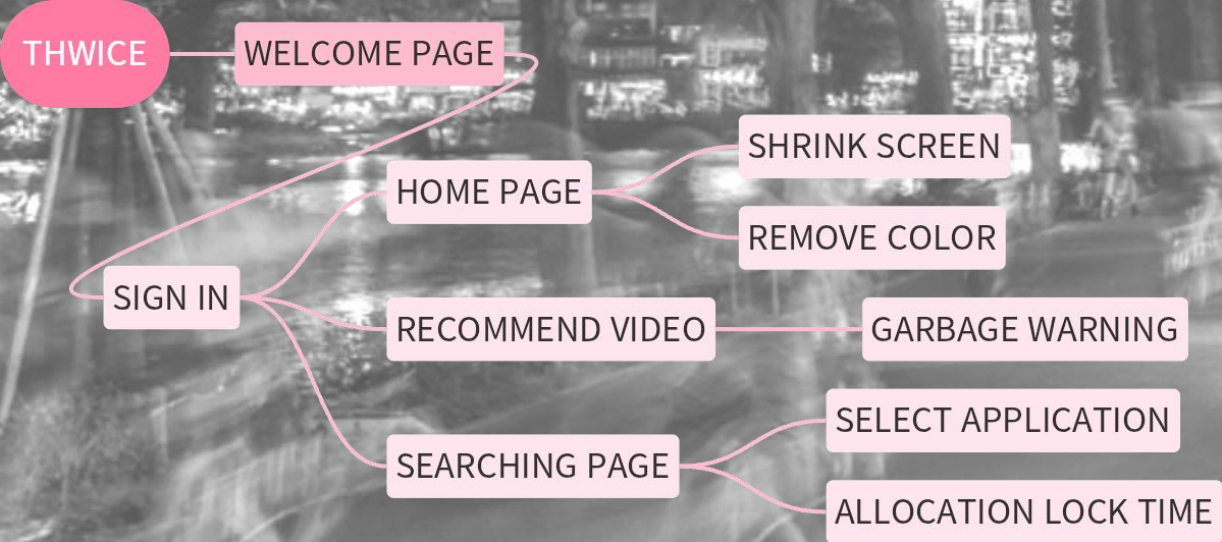 THWICE
WELCOME PAGE
SIGN IN
HOME PAGE
SHRINK SCREEN
REMOVE COLOR
RECOMMEND VIDEO
GARBAGE WARNING
SEARCHING PAGE
SELECT APPLICATION
ALLOCATION LOCK TIME